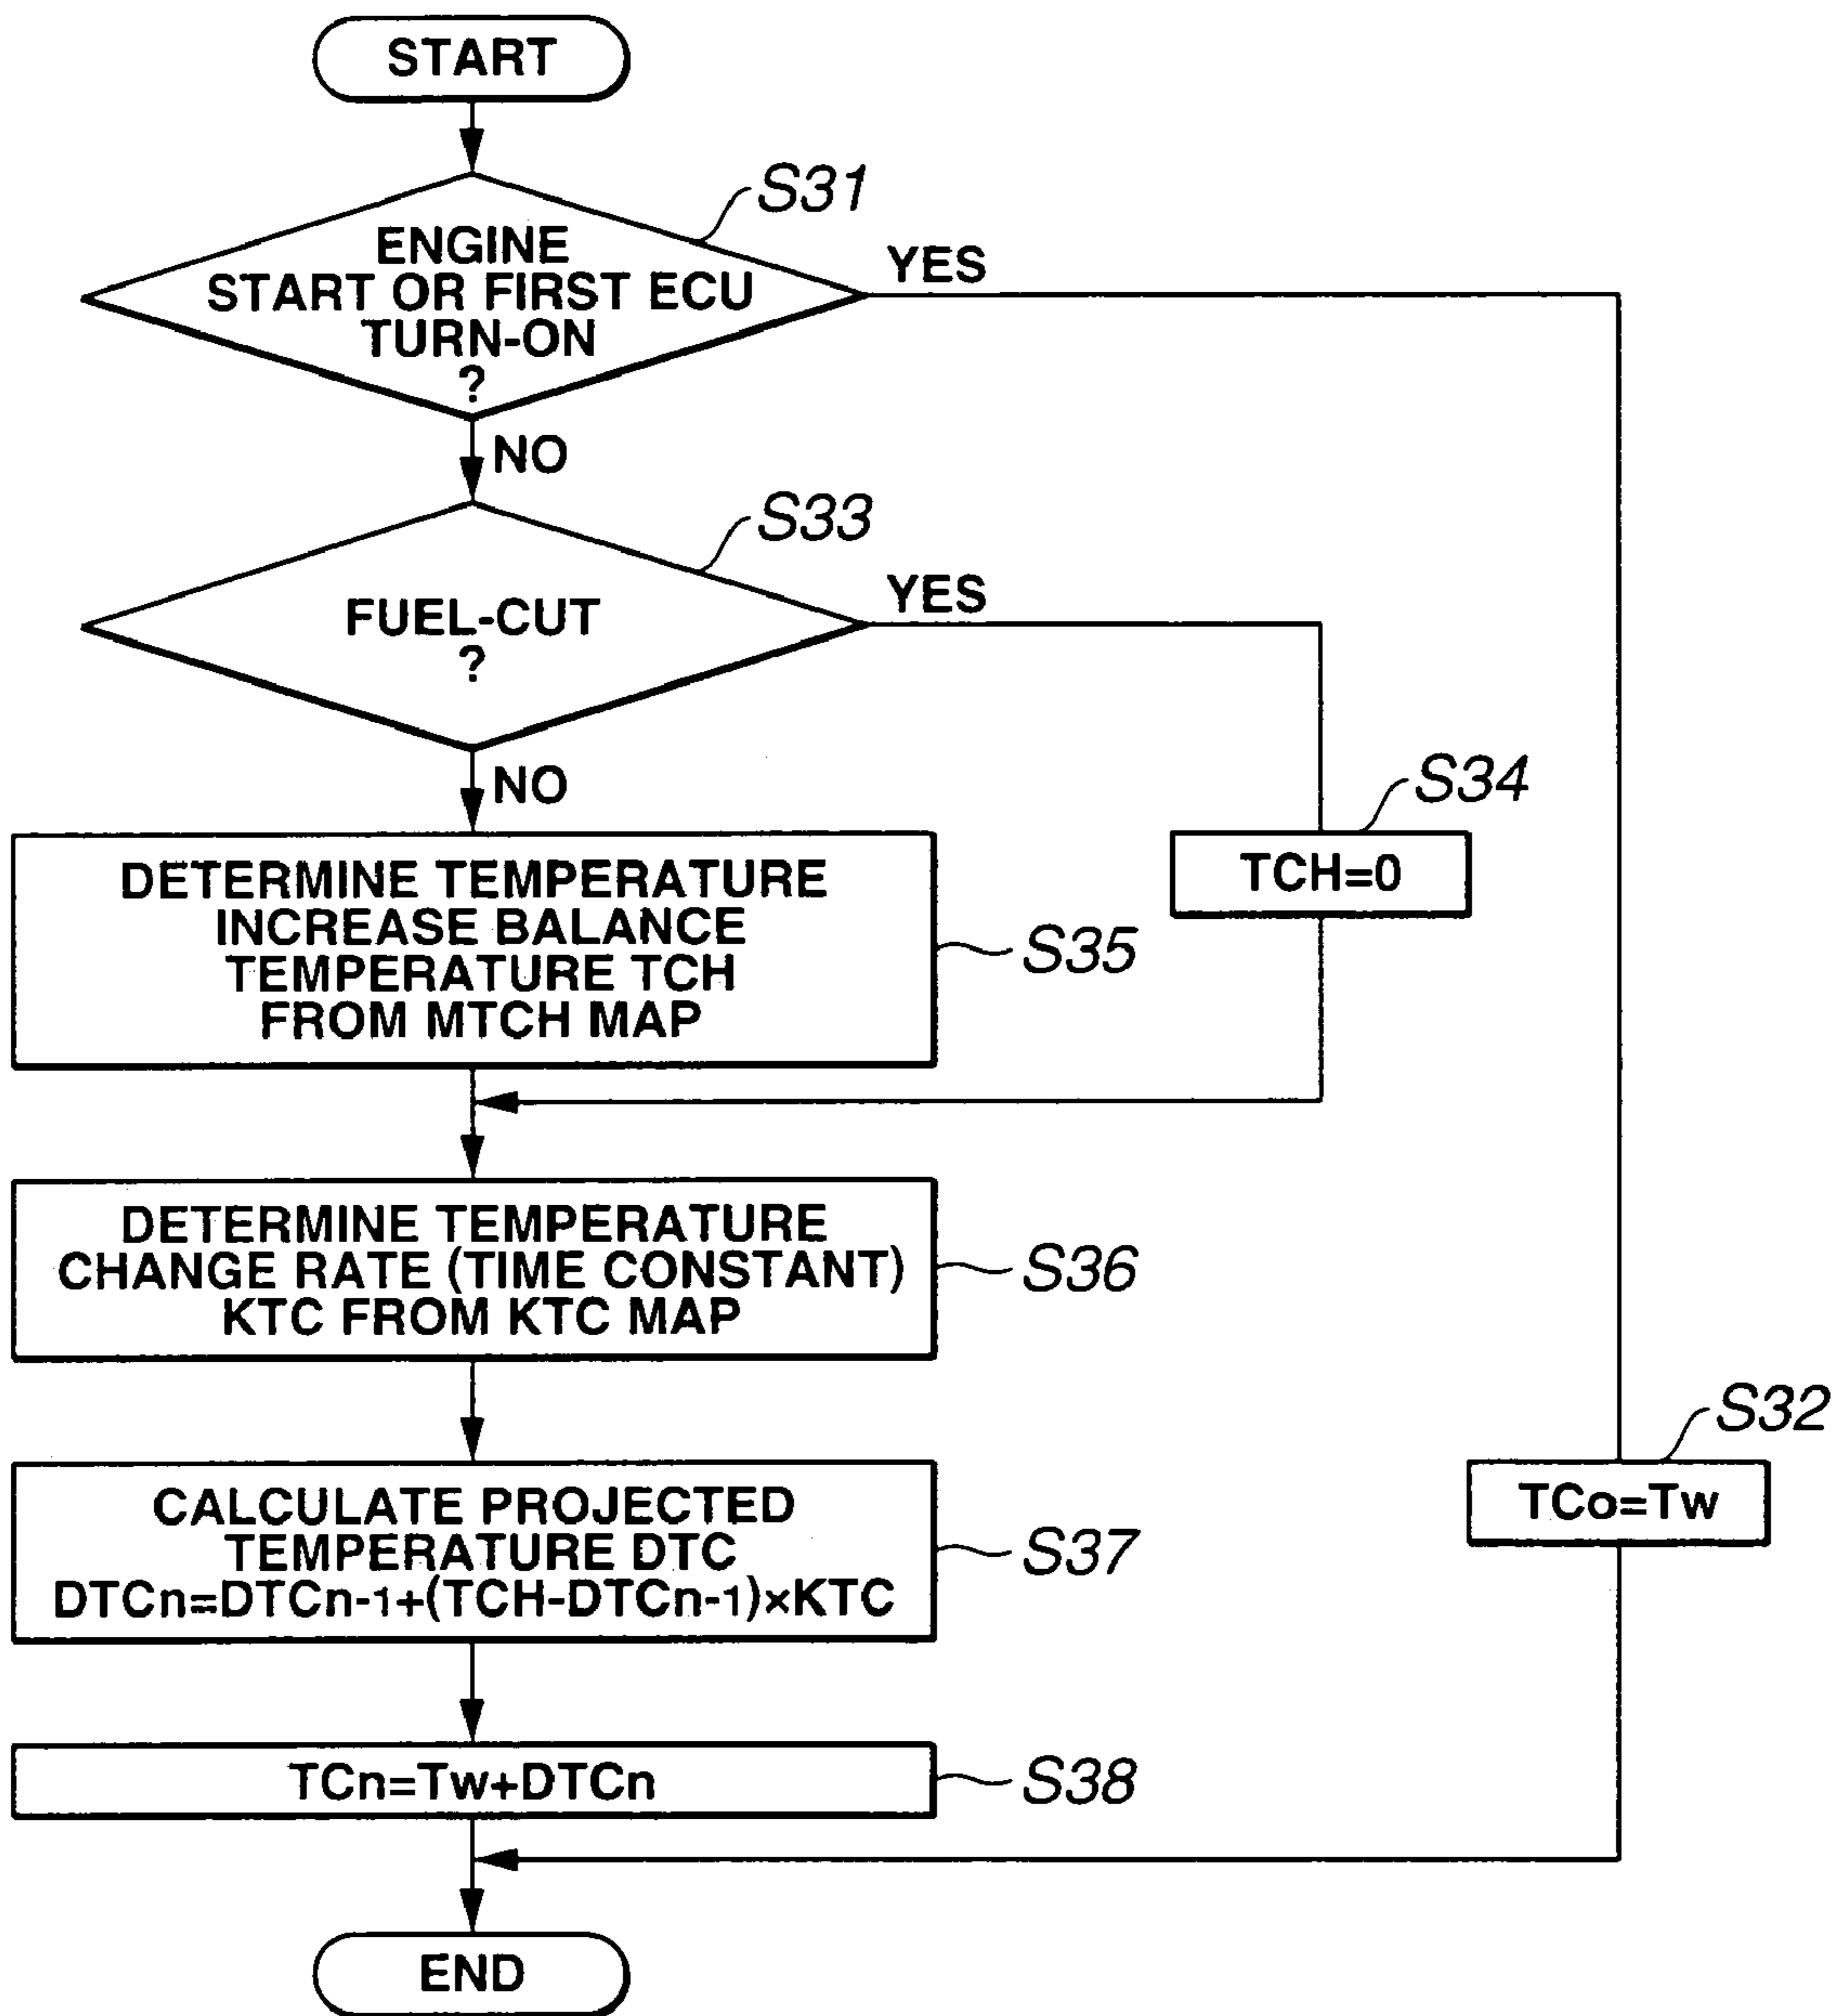 START
S31
ENGINE
START OR FIRST ECU
TURN-ON
?
YES
NO
S33
FUEL-CUT
?
YES
NO
S34
TCH=0
DETERMINE TEMPERATURE
INCREASE BALANCE
TEMPERATURE TCH
FROM MTCH MAP
S35
DETERMINE TEMPERATURE
CHANGE RATE (TIME CONSTANT)
KTC FROM KTC MAP
S36
S32
TCo=Tw
CALCULATE PROJECTED
TEMPERATURE DTC
DTCn=DTCn-1+(TCH-DTCn-1)×KTC
S37
TCn=Tw+DTCn
S38
END